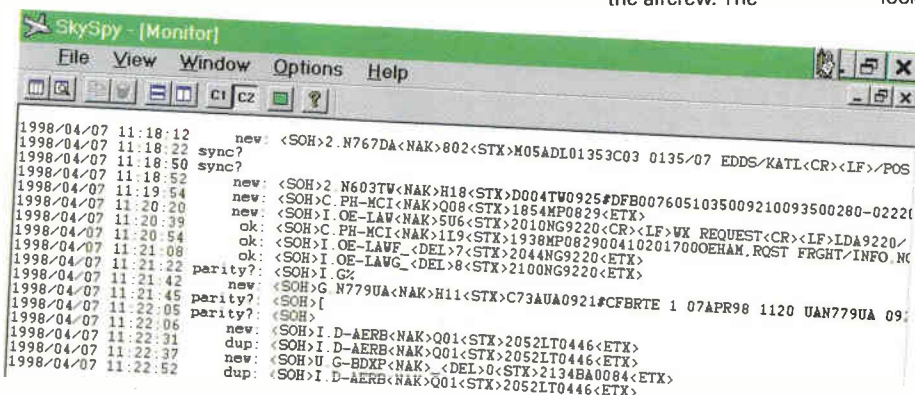 the aircrew. The
SkySpy - [Monitor]
File View Window Options Help
C1 C2 ?
1998/04/07 11:18:12 new: <SOH>2.N767DA<NAK>802<STX>M05ADL01353C03 0135/07 EDDS/KATL<CR><LF>/POS
1998/04/07 11:18:22 sync?
1998/04/07 11:18:50 sync?
1998/04/07 11:18:52 new: <SOH>2.N603TW<NAK>H18<STX>D004TW0925#DFB00760510350092100935002 80-02220
1998/04/07 11:19:54 new: <SOH>C.PH-MCI<NAK>Q08<STX>1854MP0829<ETX>
1998/04/07 11:20:20 new: <SOH>I.OE-LAW<NAK>5U6<STX>2010NG9220<CR><LF>WX REQUEST<CR><LF>LDA9220/
1998/04/07 11:20:39 ok: <SOH>C.PH-MCI<NAK>1L9<STX>1938MP08290041020170 0OEHAM,RQST FRGHT/INFO,NO
1998/04/07 11:20:54 ok: <SOH>I.OE-LAWF_<DEL>7<STX>2044NG9220<ETX>
1998/04/07 11:21:08 ok: <SOH>I.OE-LAWG_<DEL>8<STX>2100NG9220<ETX>
1998/04/07 11:21:22 parity?: <SOH>I.G%
1998/04/07 11:21:42 new: <SOH>G.N779UA<NAK>H11<STX>C73AUA0921#CFBRTE 1 07APR98 1120 UAN779UA 09
1998/04/07 11:21:45 parity?: <SOH>[
1998/04/07 11:22:05 parity?: <SOH>
1998/04/07 11:22:06 new: <SOH>I.D-AERB<NAK>Q01<STX>2052LT0446<ETX>
1998/04/07 11:22:31 dup: <SOH>I.D-AERB<NAK>Q01<STX>2052LT0446<ETX>
1998/04/07 11:22:37 new: <SOH>U.G-BDXP<NAK>_<DEL>0<STX>2134BA0084<ETX>
1998/04/07 11:22:52 dup: <SOH>I.D-AERB<NAK>Q01<STX>2052LT0446<ETX>